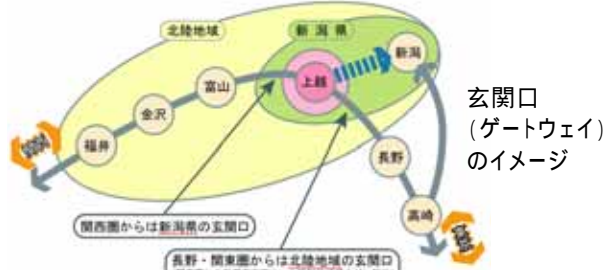 北陸地域
新潟県
新潟
上越
富山
金沢
福井
長野
高崎
玄関口
(ゲートウェイ)
のイメージ
関西圏からは新潟県の玄関口
長野・関東圏からは北陸地域の玄関口